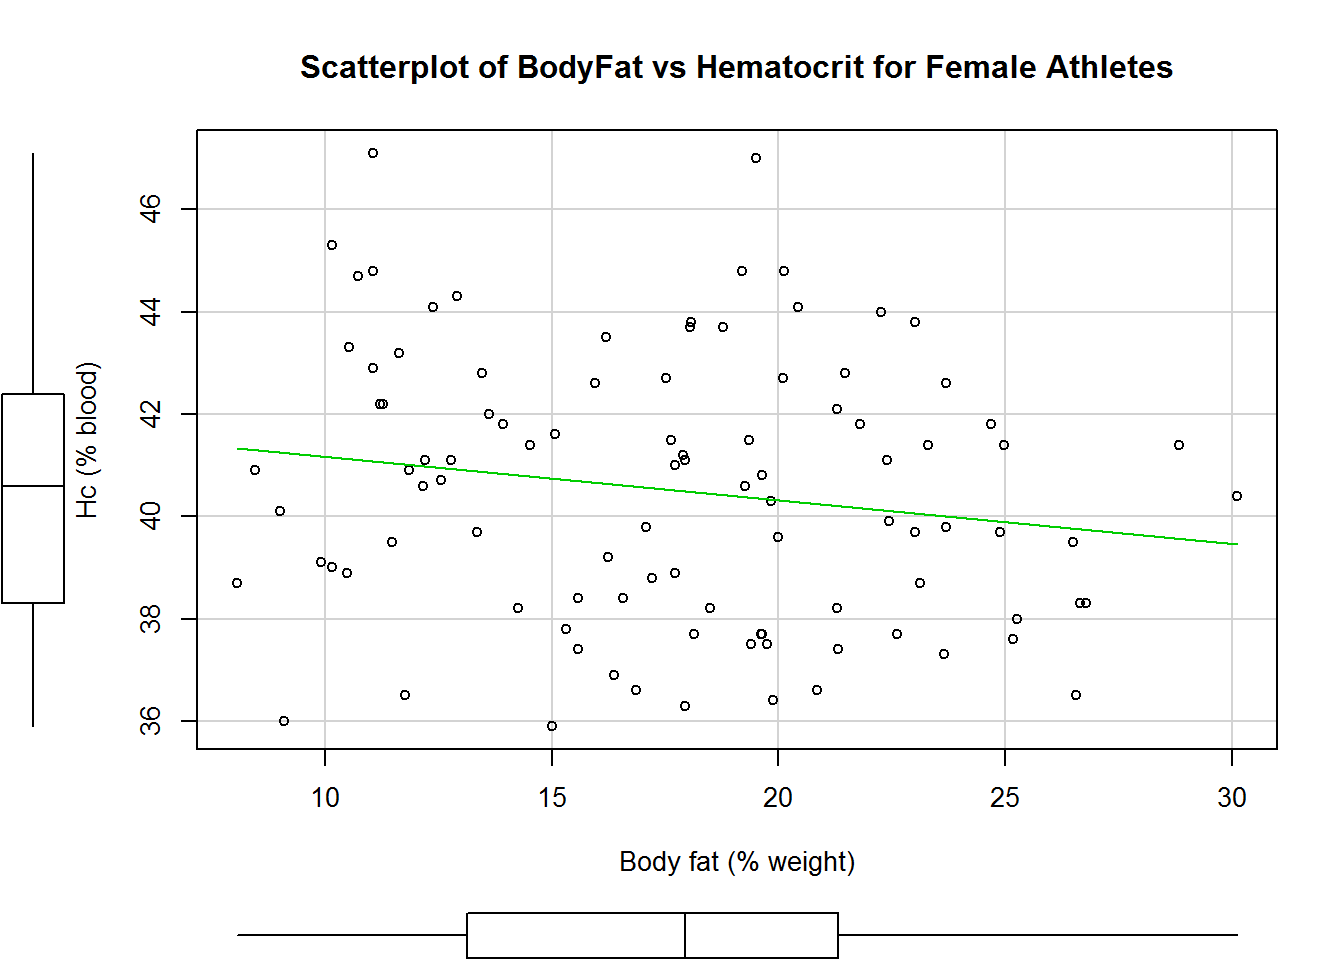 Scatterplot of BodyFat vs Hematocrit for Female Athletes
Hc (% blood)
46
44
42
40
38
36
10 15 20 25 30
Body fat (% weight)